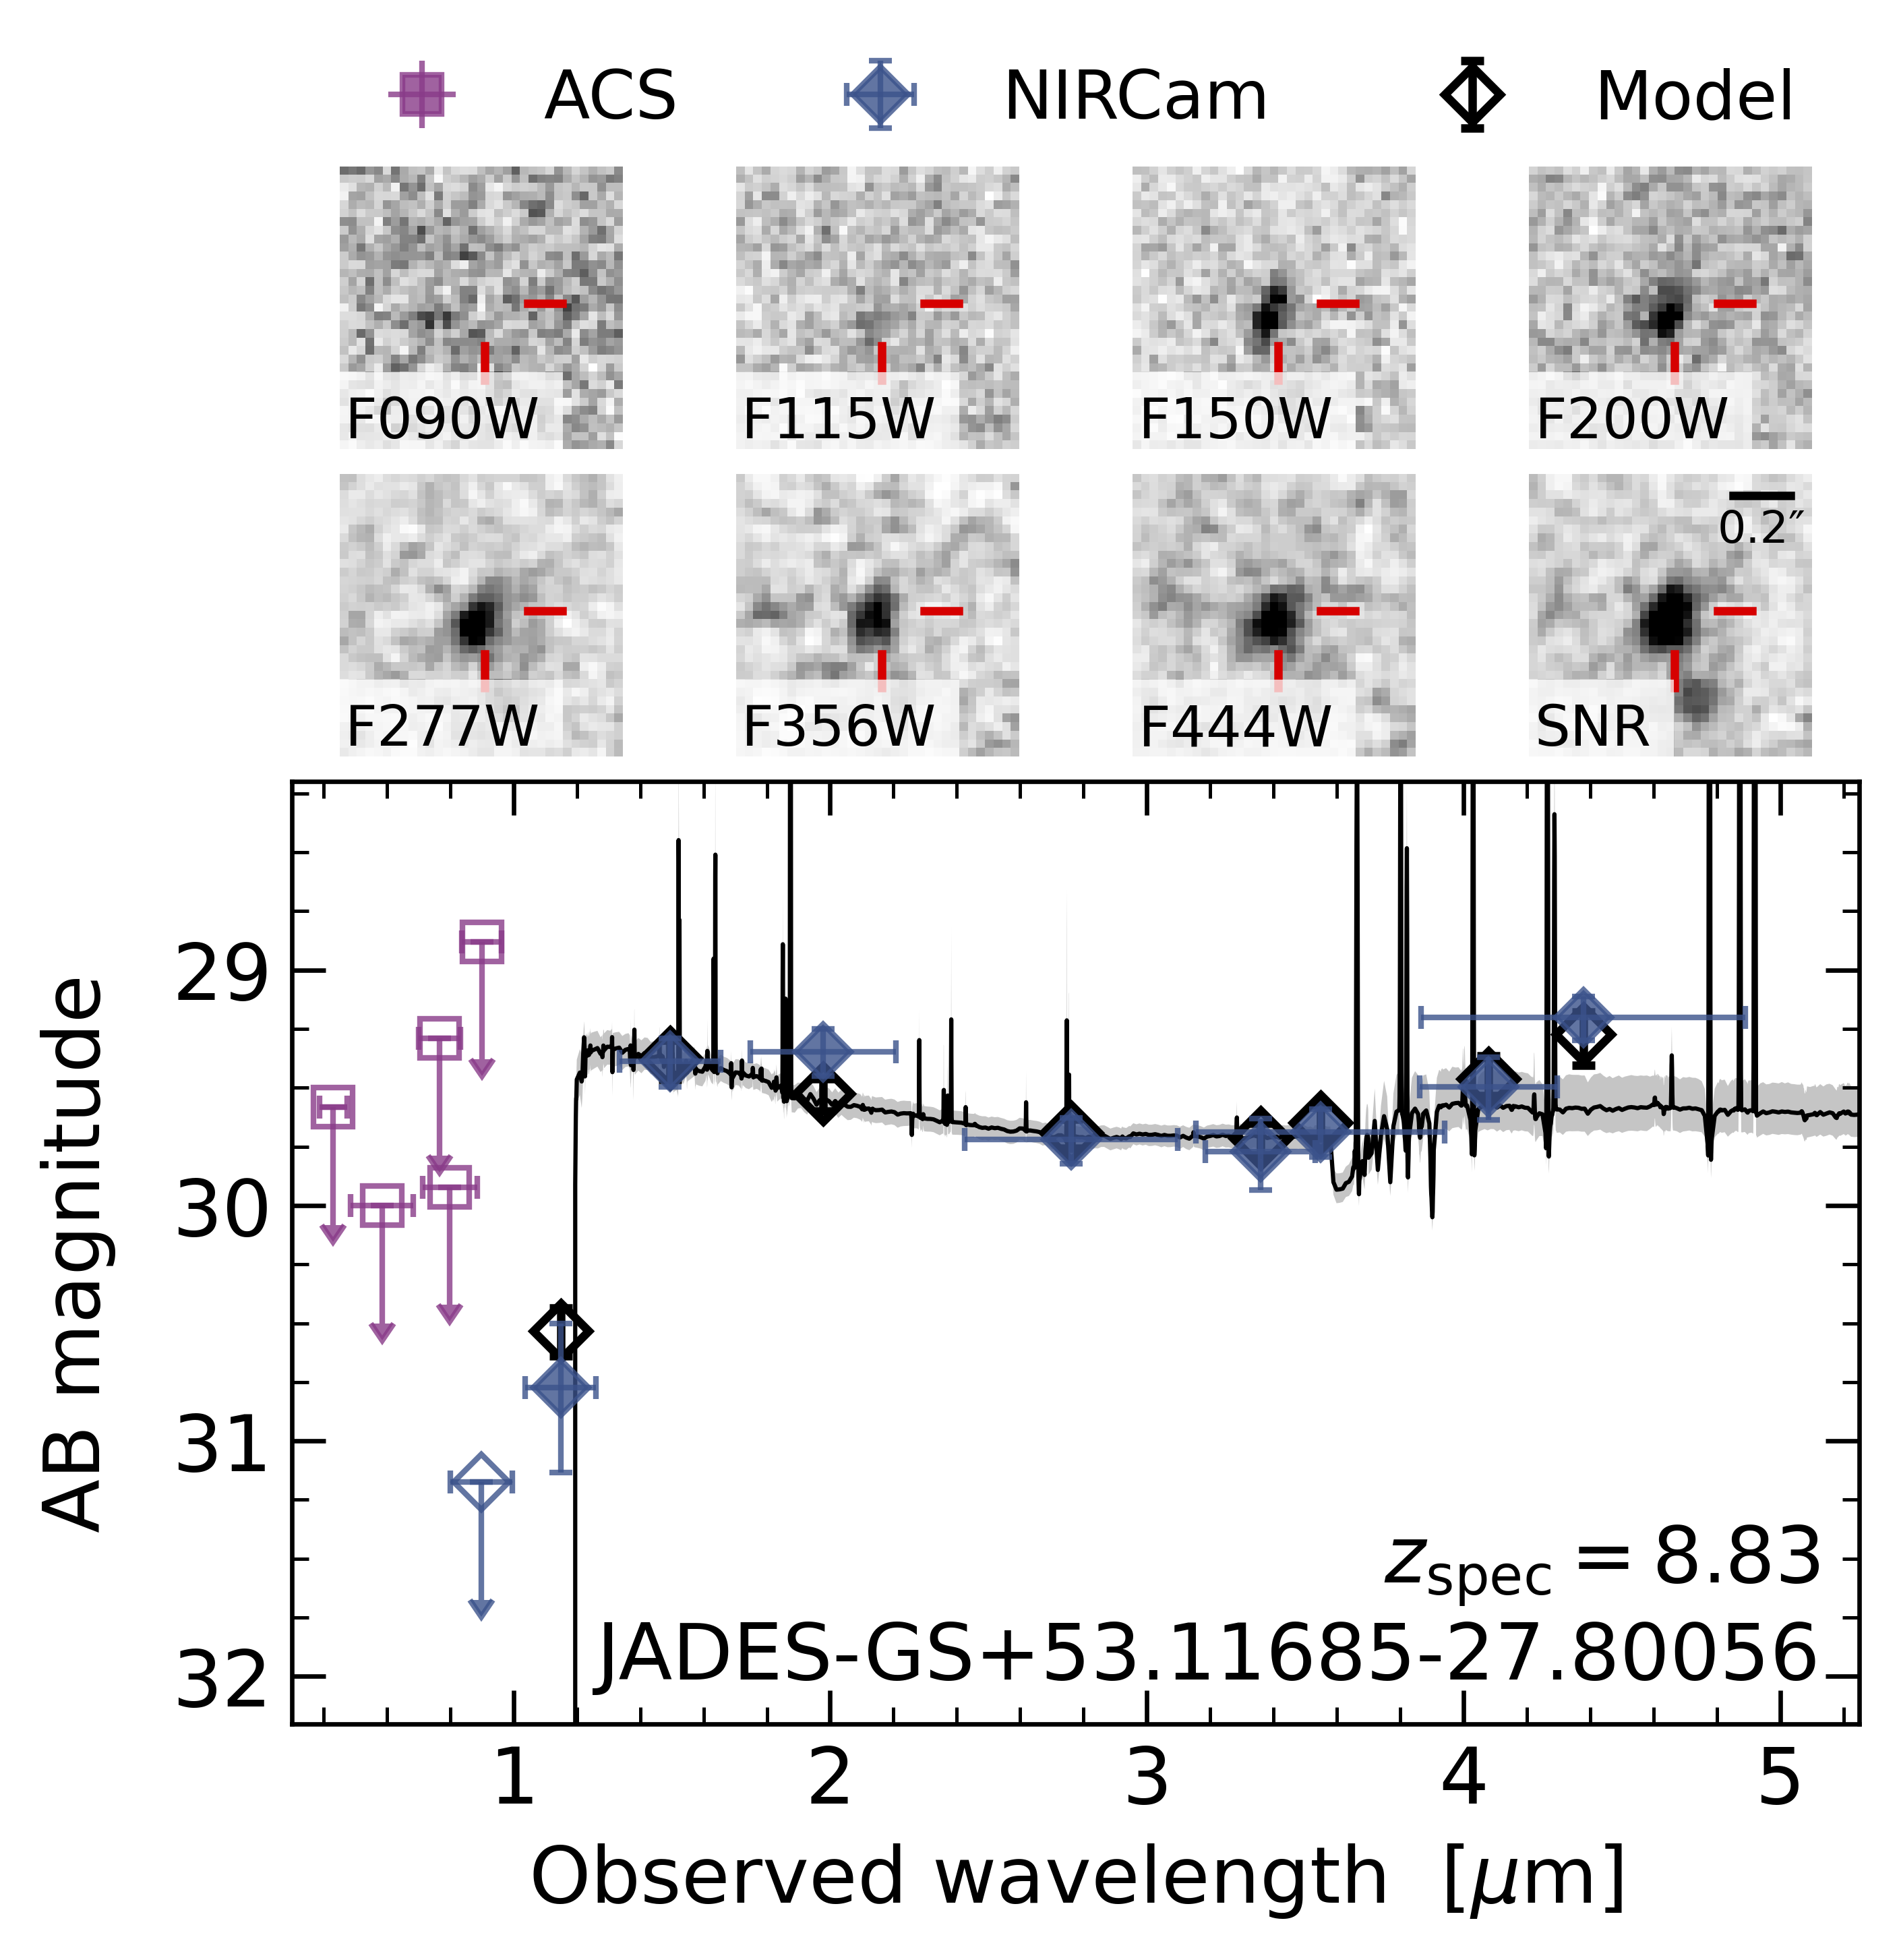 ACS NIRCam Model
F090W F115W F150W F200W
0.2″
F277W F356W F444W SNR
29
30
31
32
AB magnitude
z_spec = 8.83
JADES-GS+53.11685-27.80056
1 2 3 4 5
Observed wavelength [μm]